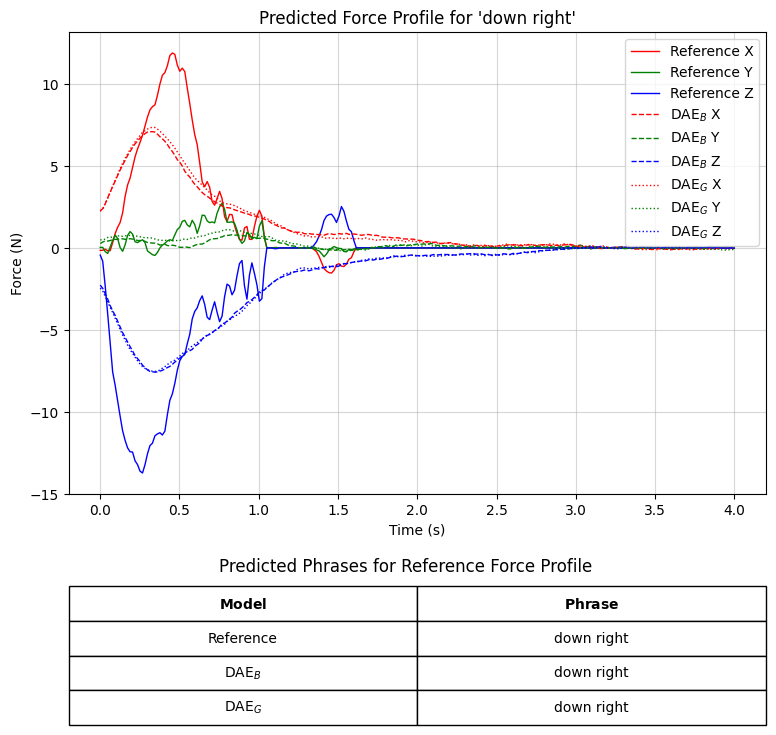 Predicted Force Profile for 'down right'
Reference X
Reference Y
Reference Z
DAE_B X
DAE_B Y
DAE_B Z
DAE_G X
DAE_G Y
DAE_G Z
Force (N)
10
5
0
−5
−10
−15
0.0 0.5 1.0 1.5 2.0 2.5 3.0 3.5 4.0
Time (s)
Predicted Phrases for Reference Force Profile
Model Phrase
Reference down right
DAE_B down right
DAE_G down right